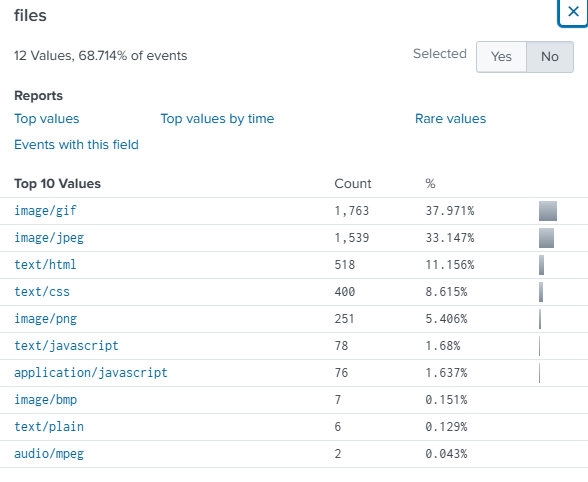 files
12 Values, 68.714% of events
Selected Yes No
Reports
Top values Top values by time Rare values
Events with this field
Top 10 Values Count %
image/gif 1,763 37.971%
image/jpeg 1,539 33.147%
text/html 518 11.156%
text/css 400 8.615%
image/png 251 5.406%
text/javascript 78 1.68%
application/javascript 76 1.637%
image/bmp 7 0.151%
text/plain 6 0.129%
audio/mpeg 2 0.043%